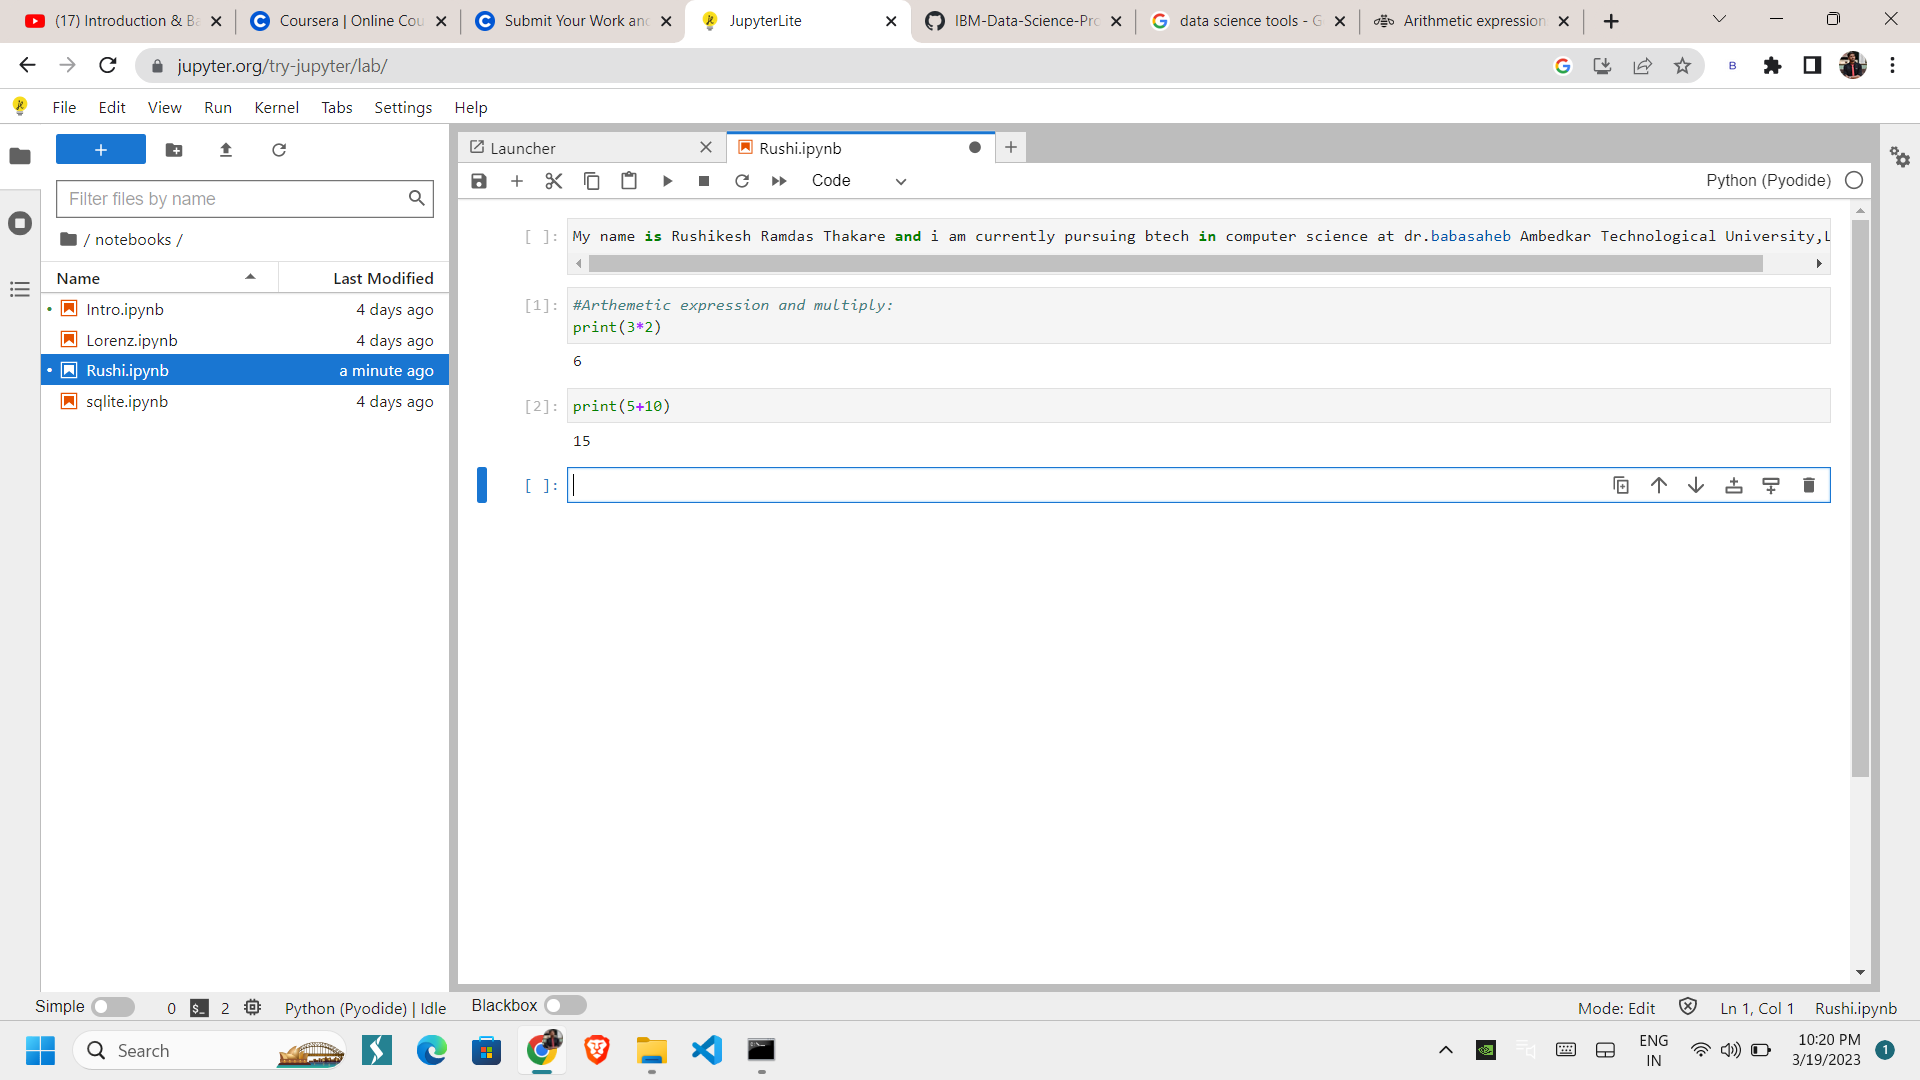 (17) Introduction & Ba
Coursera | Online Cou
Submit Your Work and
JupyterLite
IBM-Data-Science-Pro
data science tools - G
Arithmetic expression
jupyter.org/try-jupyter/lab/
B
File Edit View Run Kernel Tabs Settings Help
Launcher
Rushi.ipynb
Code
Python (Pyodide)
Filter files by name
/ notebooks /
Name Last Modified
Intro.ipynb 4 days ago
Lorenz.ipynb 4 days ago
Rushi.ipynb a minute ago
sqlite.ipynb 4 days ago
[ ]: My name is Rushikesh Ramdas Thakare and i am currently pursuing btech in computer science at dr.babasaheb Ambedkar Technological University,L
[1]: #Arthemetic expression and multiply:
print(3*2)
6
[2]: print(5+10)
15
[ ]:
Simple 0 $_ 2 Python (Pyodide) | Idle Blackbox
Mode: Edit Ln 1, Col 1 Rushi.ipynb
Search
ENG
IN
10:20 PM
3/19/2023
1